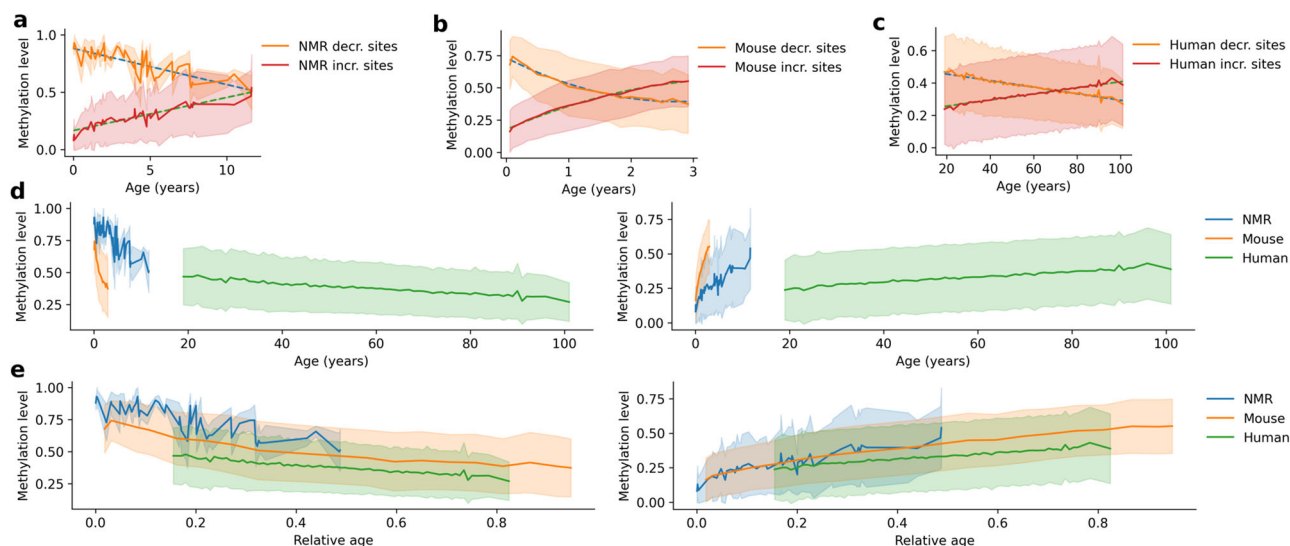 a
Methylation level
1.0
0.5
0.0
0
5
10
Age (years)
NMR decr. sites
NMR incr. sites
b
Methylation level
0.75
0.50
0.25
0.00
0
1
2
3
Age (years)
Mouse decr. sites
Mouse incr. sites
c
Methylation level
0.6
0.4
0.2
0.0
20
40
60
80
100
Age (years)
Human decr. sites
Human incr. sites
d
Methylation level
1.00
0.75
0.50
0.25
0
20
40
60
80
100
Age (years)
Methylation level
0.75
0.50
0.25
0.00
0
20
40
60
80
100
Age (years)
NMR
Mouse
Human
e
Methylation level
1.00
0.75
0.50
0.25
0.0
0.2
0.4
0.6
0.8
Relative age
Methylation level
0.75
0.50
0.25
0.00
0.0
0.2
0.4
0.6
0.8
Relative age
NMR
Mouse
Human